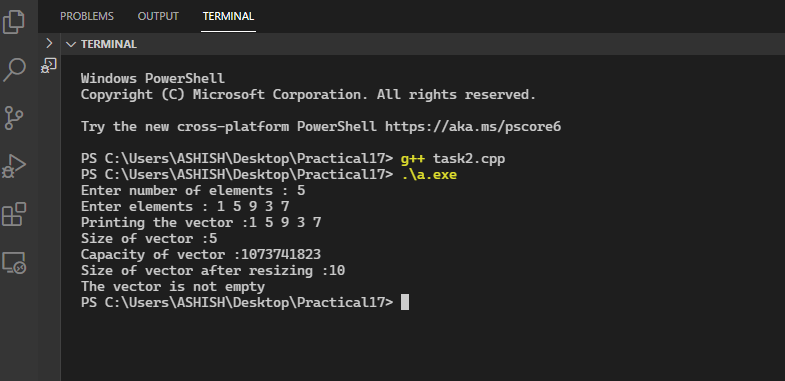 PROBLEMS OUTPUT TERMINAL
TERMINAL
Windows PowerShell
Copyright (C) Microsoft Corporation. All rights reserved.
Try the new cross-platform PowerShell https://aka.ms/pscore6
PS C:\Users\ASHISH\Desktop\Practical17> g++ task2.cpp
PS C:\Users\ASHISH\Desktop\Practical17> .\a.exe
Enter number of elements : 5
Enter elements : 1 5 9 3 7
Printing the vector :1 5 9 3 7
Size of vector :5
Capacity of vector :1073741823
Size of vector after resizing :10
The vector is not empty
PS C:\Users\ASHISH\Desktop\Practical17>